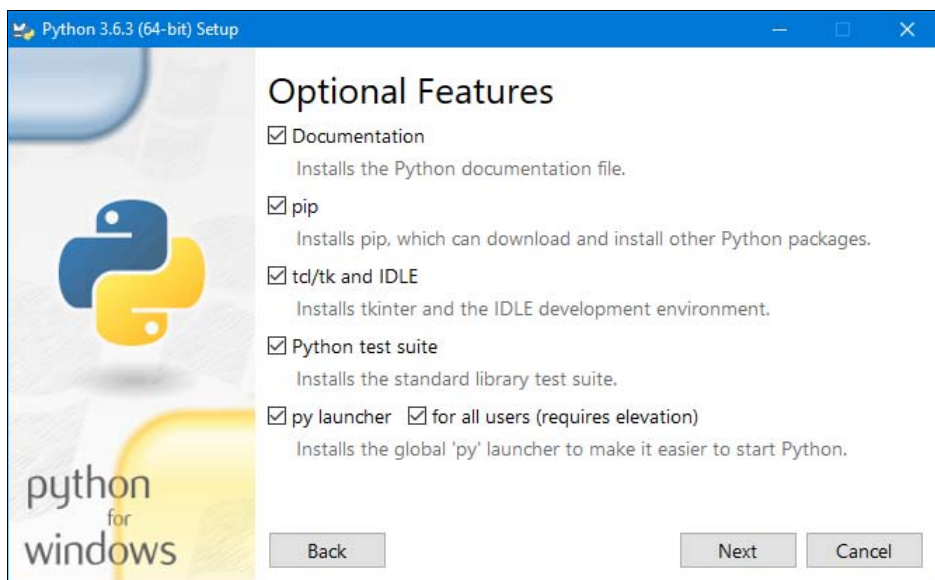 Python 3.6.3 (64-bit) Setup
Optional Features
Documentation
Installs the Python documentation file.
pip
Installs pip, which can download and install other Python packages.
tcl/tk and IDLE
Installs tkinter and the IDLE development environment.
Python test suite
Installs the standard library test suite.
py launcher for all users (requires elevation)
Installs the global 'py' launcher to make it easier to start Python.
python
for
windows
Back Next Cancel